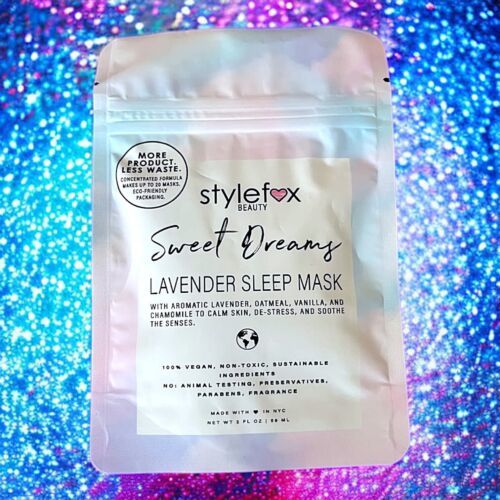 MORE
PRODUCT.
LESS WASTE.
CONCENTRATED FORMULA
MAKES UP TO 20 MASKS.
ECO-FRIENDLY
PACKAGING.
stylefox
BEAUTY
Sweet Dreams
LAVENDER SLEEP MASK
WITH AROMATIC LAVENDER, OATMEAL, VANILLA, AND
CHAMOMILE TO CALM SKIN, DE-STRESS, AND SOOTHE
THE SENSES.
100% VEGAN, NON-TOXIC, SUSTAINABLE
INGREDIENTS
NO: ANIMAL TESTING, PRESERVATIVES,
PARABENS, FRAGRANCE
MADE WITH ♥ IN NYC
NET WT 2 FL OZ | 59 ML